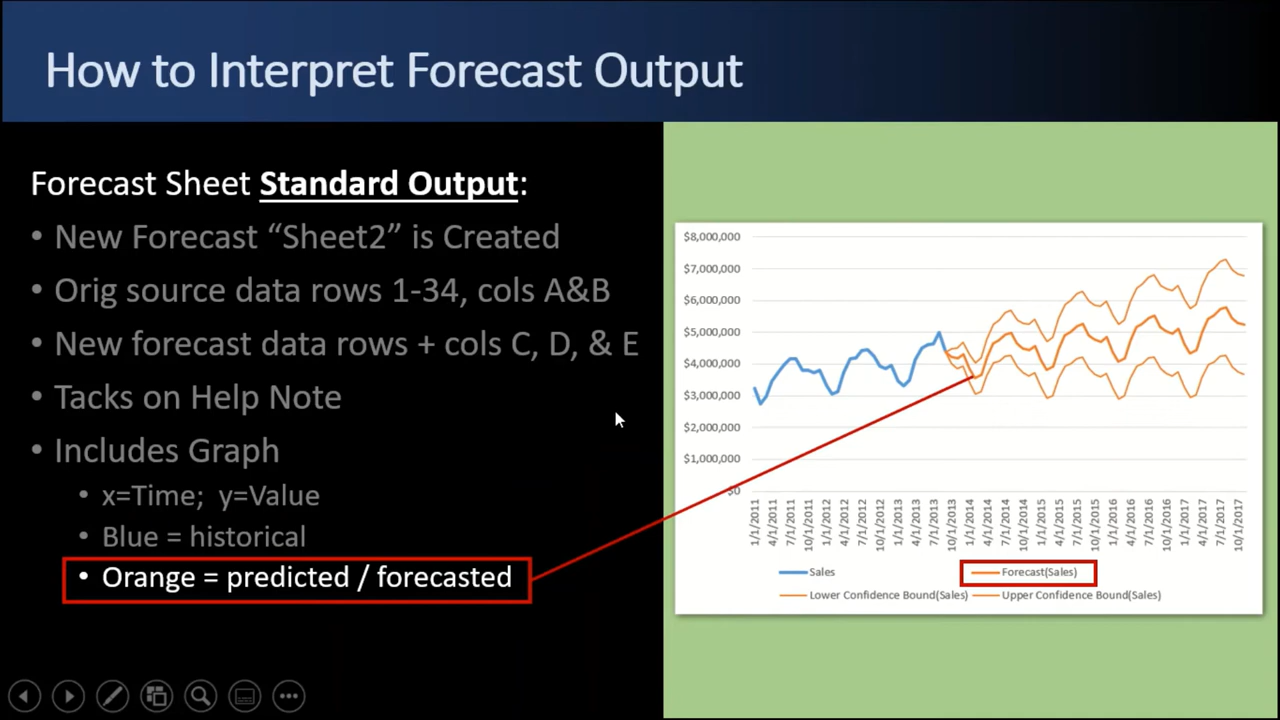 How to Interpret Forecast Output
Forecast Sheet Standard Output:
• New Forecast “Sheet2” is Created
• Orig source data rows 1-34, cols A&B
• New forecast data rows + cols C, D, & E
• Tacks on Help Note
• Includes Graph
• x=Time; y=Value
• Blue = historical
• Orange = predicted / forecasted
$8,000,000
$7,000,000
$6,000,000
$5,000,000
$4,000,000
$3,000,000
$2,000,000
$1,000,000
$0
1/1/2011
4/1/2011
7/1/2011
10/1/2011
1/1/2012
4/1/2012
7/1/2012
10/1/2012
1/1/2013
4/1/2013
7/1/2013
10/1/2013
1/1/2014
4/1/2014
7/1/2014
10/1/2014
1/1/2015
4/1/2015
7/1/2015
10/1/2015
1/1/2016
4/1/2016
7/1/2016
10/1/2016
1/1/2017
4/1/2017
7/1/2017
10/1/2017
Sales
Forecast(Sales)
Lower Confidence Bound(Sales)
Upper Confidence Bound(Sales)